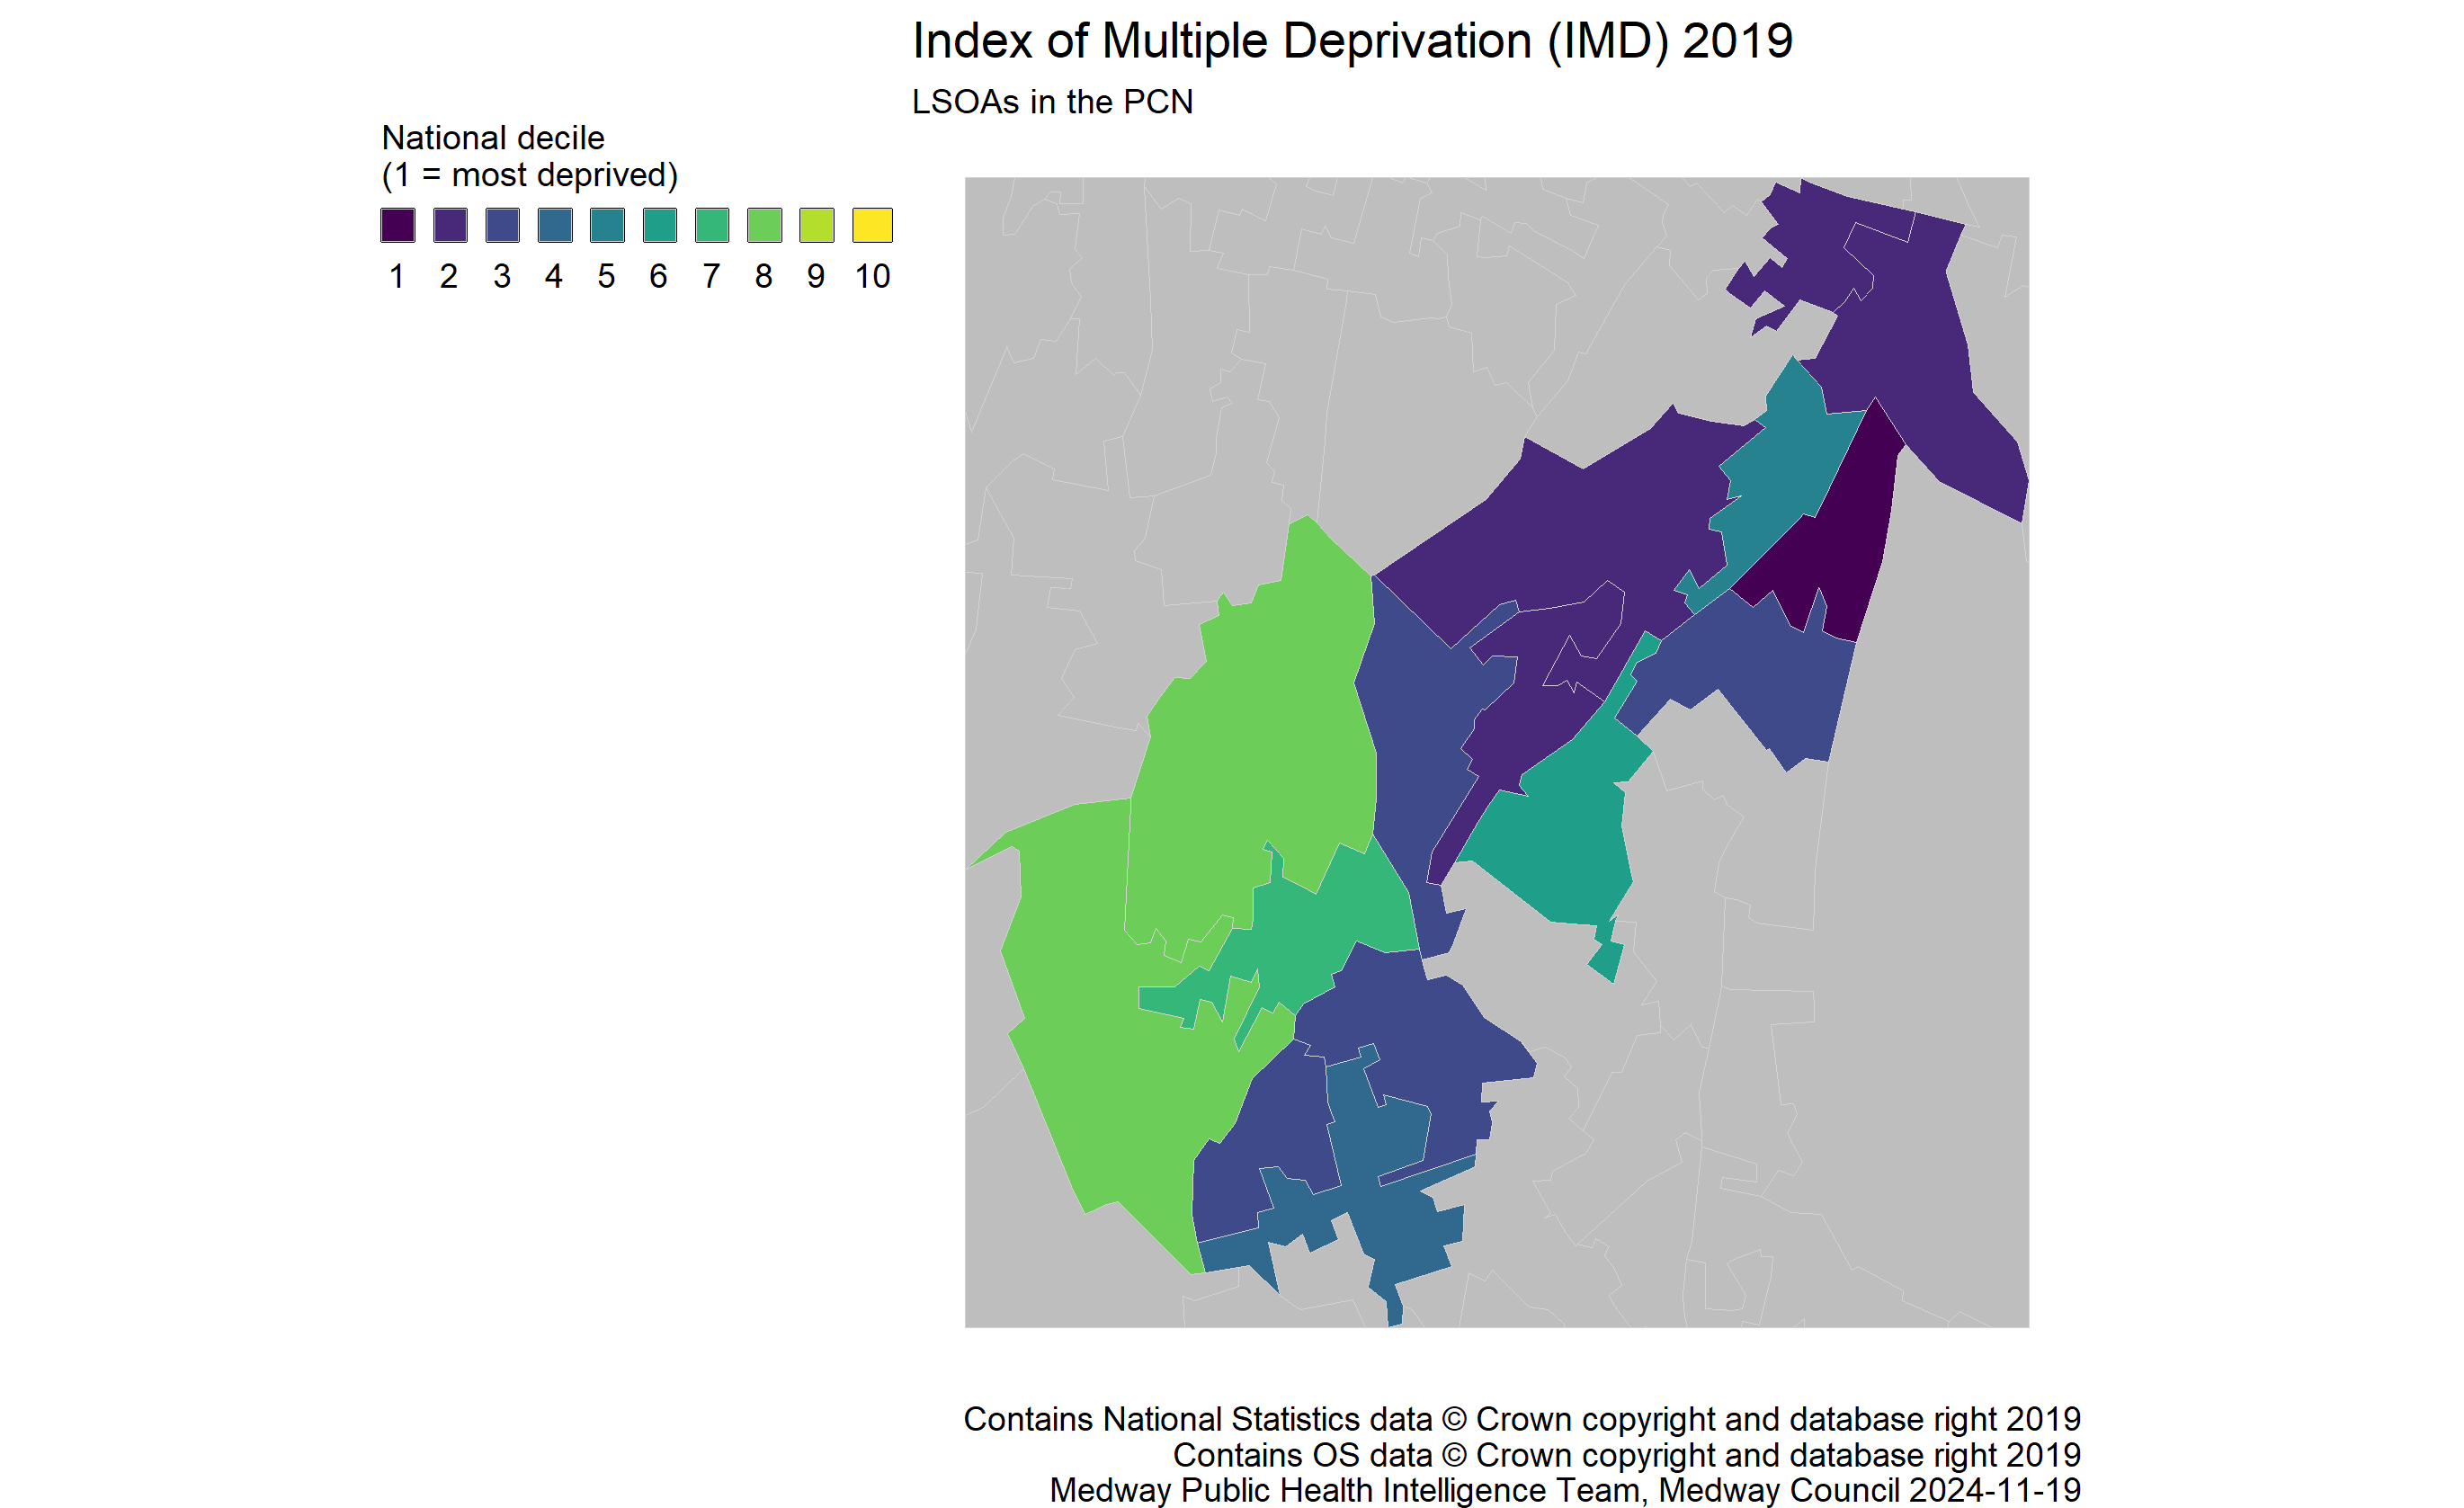 Index of Multiple Deprivation (IMD) 2019
LSOAs in the PCN
National decile
(1 = most deprived)
1 2 3 4 5 6 7 8 9 10
Contains National Statistics data © Crown copyright and database right 2019
Contains OS data © Crown copyright and database right 2019
Medway Public Health Intelligence Team, Medway Council 2024-11-19